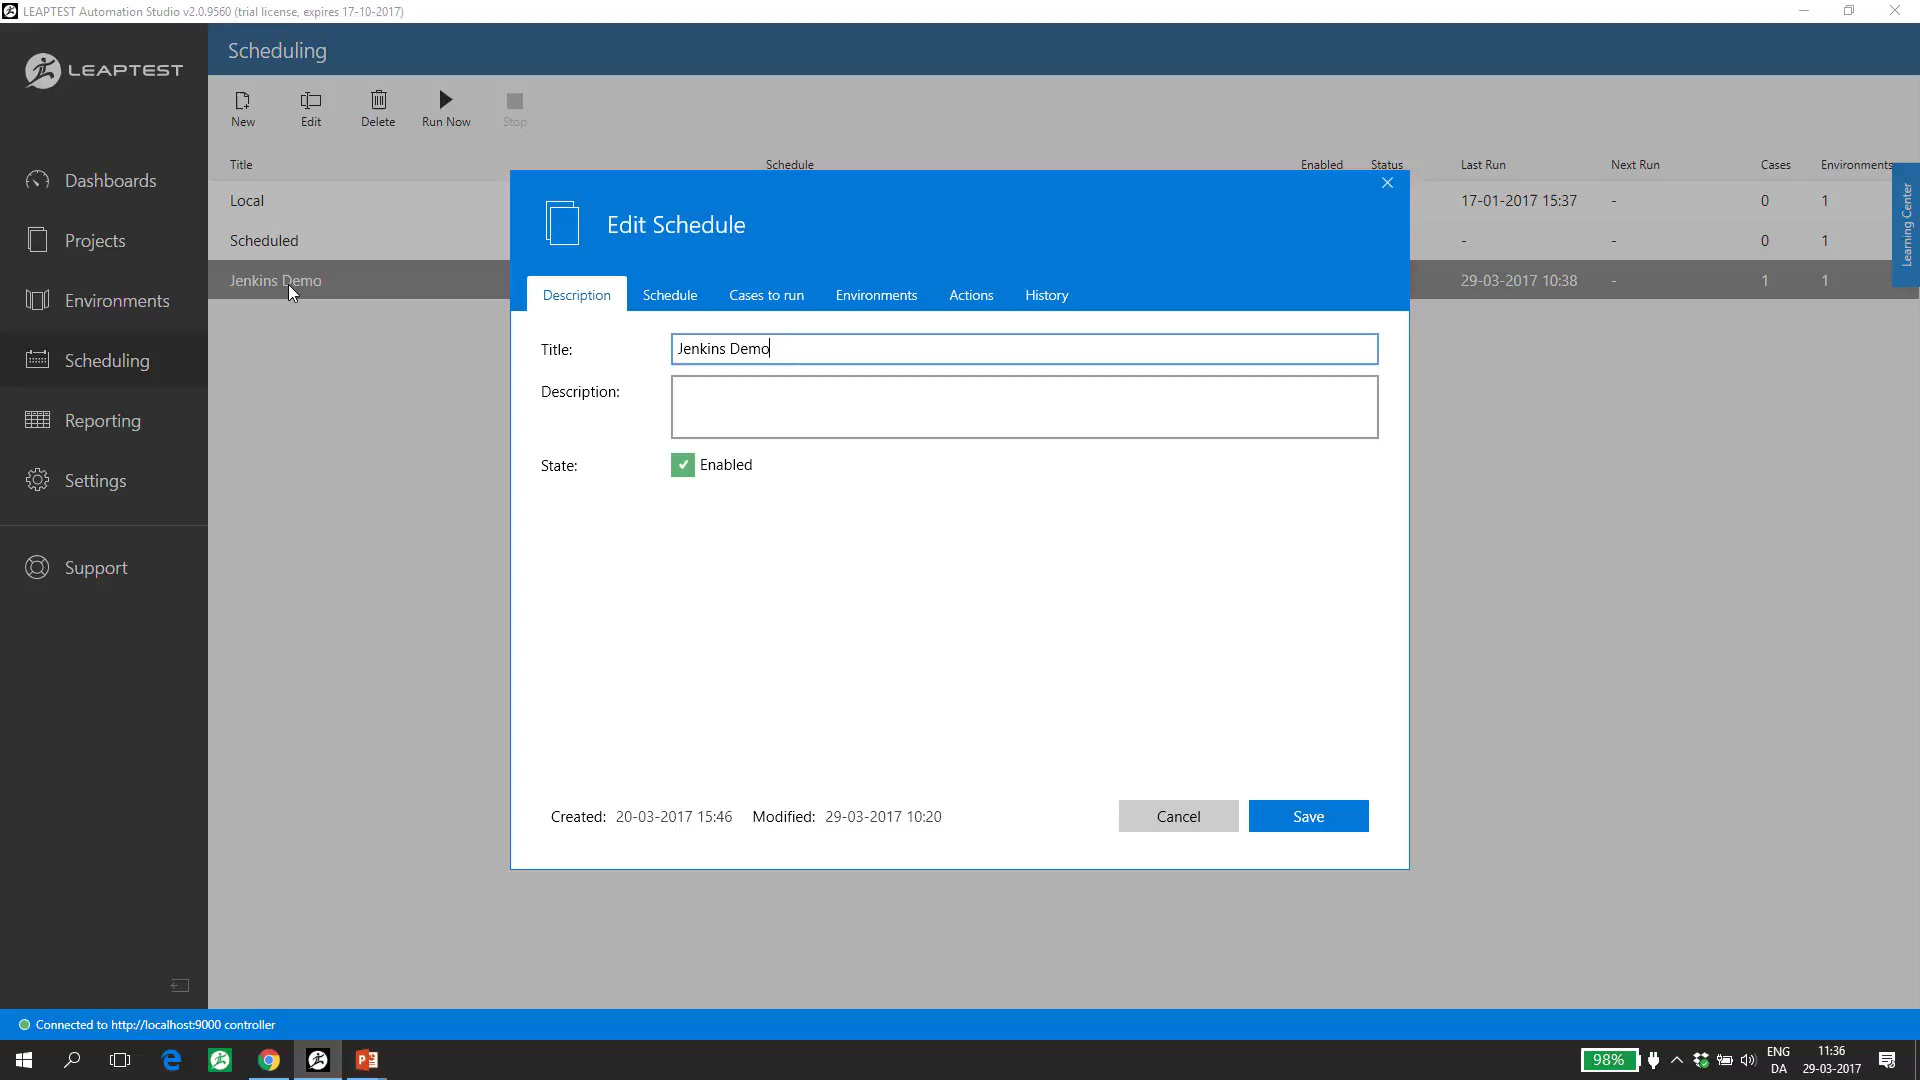 LEAPTEST Automation Studio v2.0.9560 (trial license, expires 17-10-2017)
LEAPTEST
Scheduling
New
Edit
Delete
Run Now
Stop
Dashboards
Projects
Environments
Scheduling
Reporting
Settings
Support
Title Schedule Enabled Status Last Run Next Run Cases Environments
Local 17-01-2017 15:37 - 0 1
Scheduled - - 0 1
Jenkins Demo 29-03-2017 10:38 - 1 1
Learning Center
Edit Schedule
Description Schedule Cases to run Environments Actions History
Title: Jenkins Demo
Description:
State: Enabled
Created: 20-03-2017 15:46 Modified: 29-03-2017 10:20
Cancel
Save
Connected to http://localhost:9000 controller
98%
ENG
DA
11:36
29-03-2017